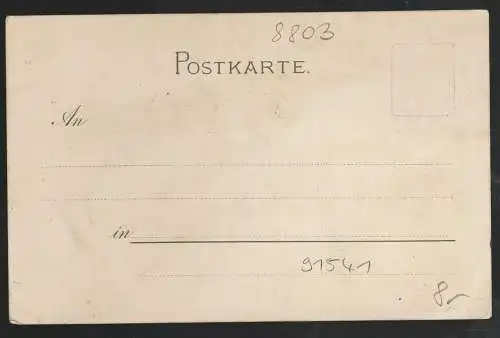 8803
POSTKARTE.
An
in
91541
8,-